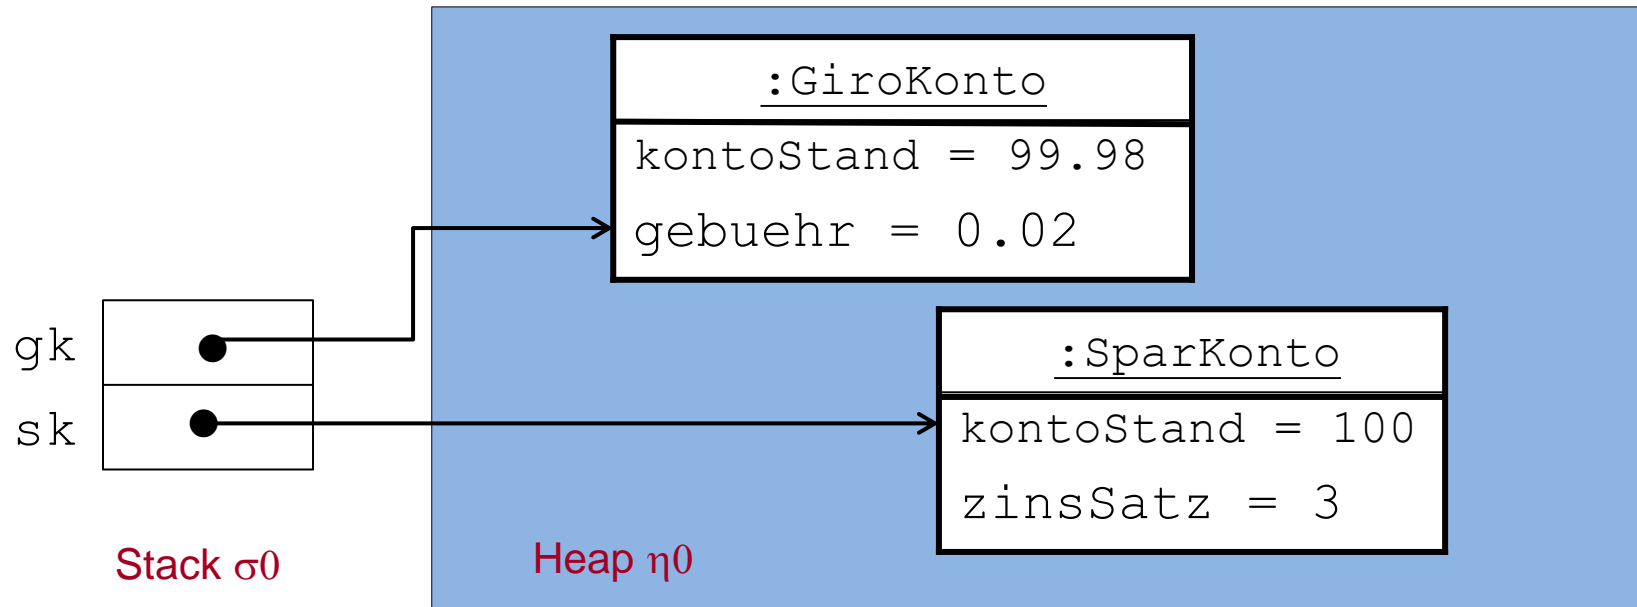 :GiroKonto
kontoStand = 99.98
gebuehr = 0.02
gk
sk
:SparKonto
kontoStand = 100
zinsSatz = 3
Stack σ0
Heap η0